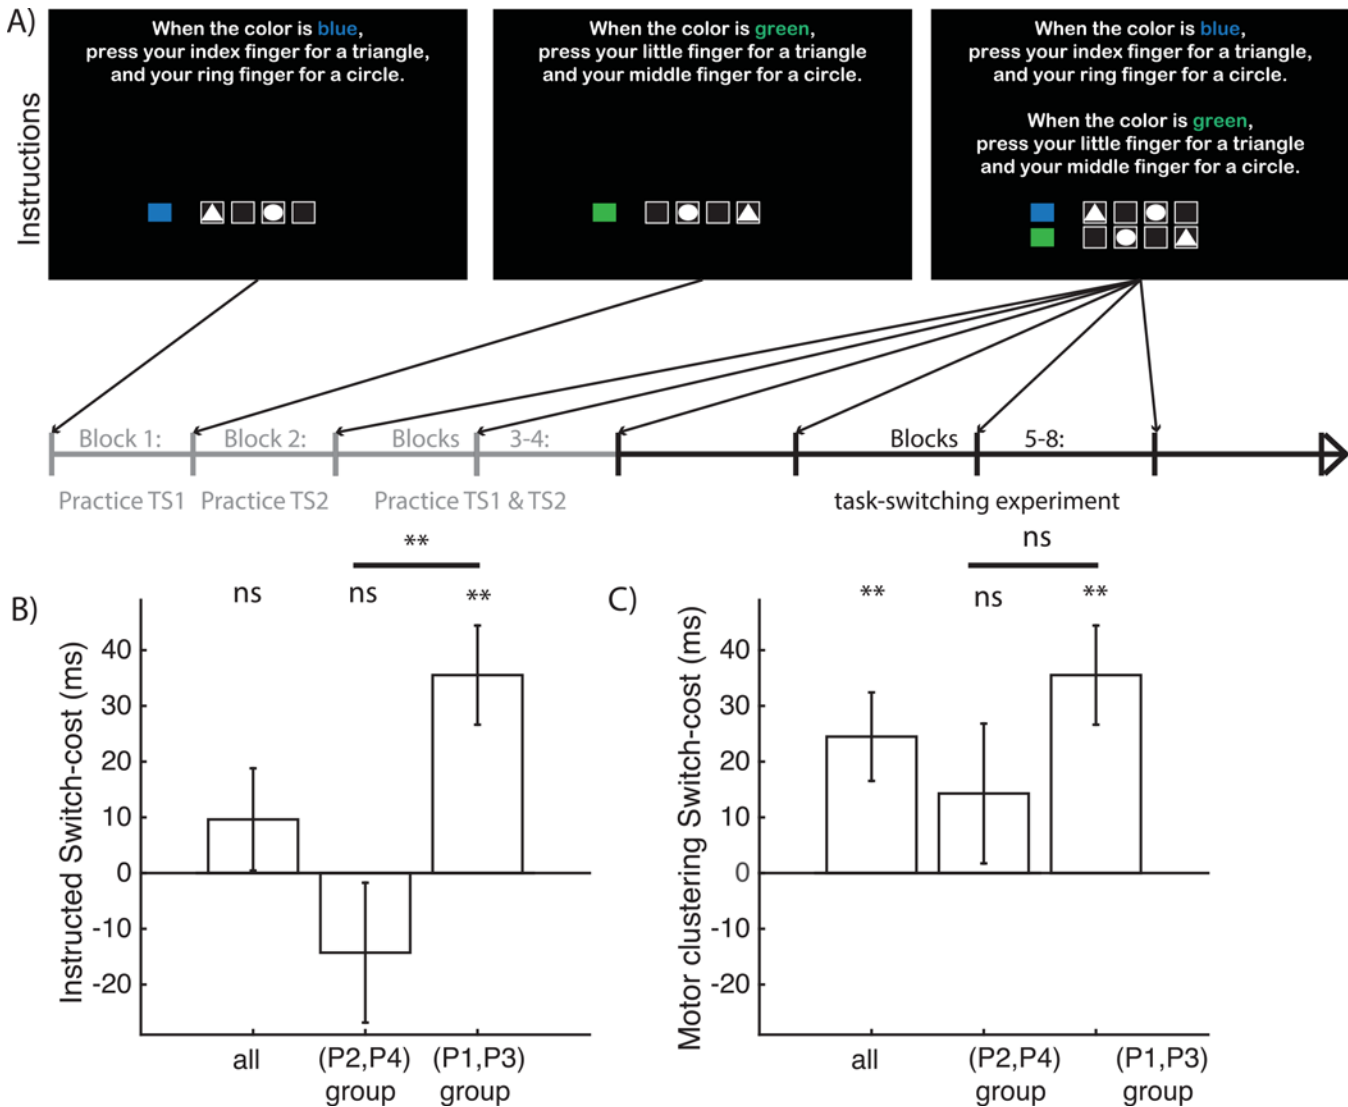 A)
Instructions
When the color is blue,
press your index finger for a triangle,
and your ring finger for a circle.
When the color is green,
press your little finger for a triangle
and your middle finger for a circle.
When the color is blue,
press your index finger for a triangle,
and your ring finger for a circle.
When the color is green,
press your little finger for a triangle
and your middle finger for a circle.
Block 1:
Block 2:
Blocks 3-4:
Blocks 5-8:
Practice TS1
Practice TS2
Practice TS1 & TS2
task-switching experiment
B)
**
ns
ns
**
Instructed Switch-cost (ms)
40
30
20
10
0
-10
-20
all
(P2,P4)
group
(P1,P3)
group
C)
ns
**
ns
**
Motor clustering Switch-cost (ms)
40
30
20
10
0
-10
-20
all
(P2,P4)
group
(P1,P3)
group